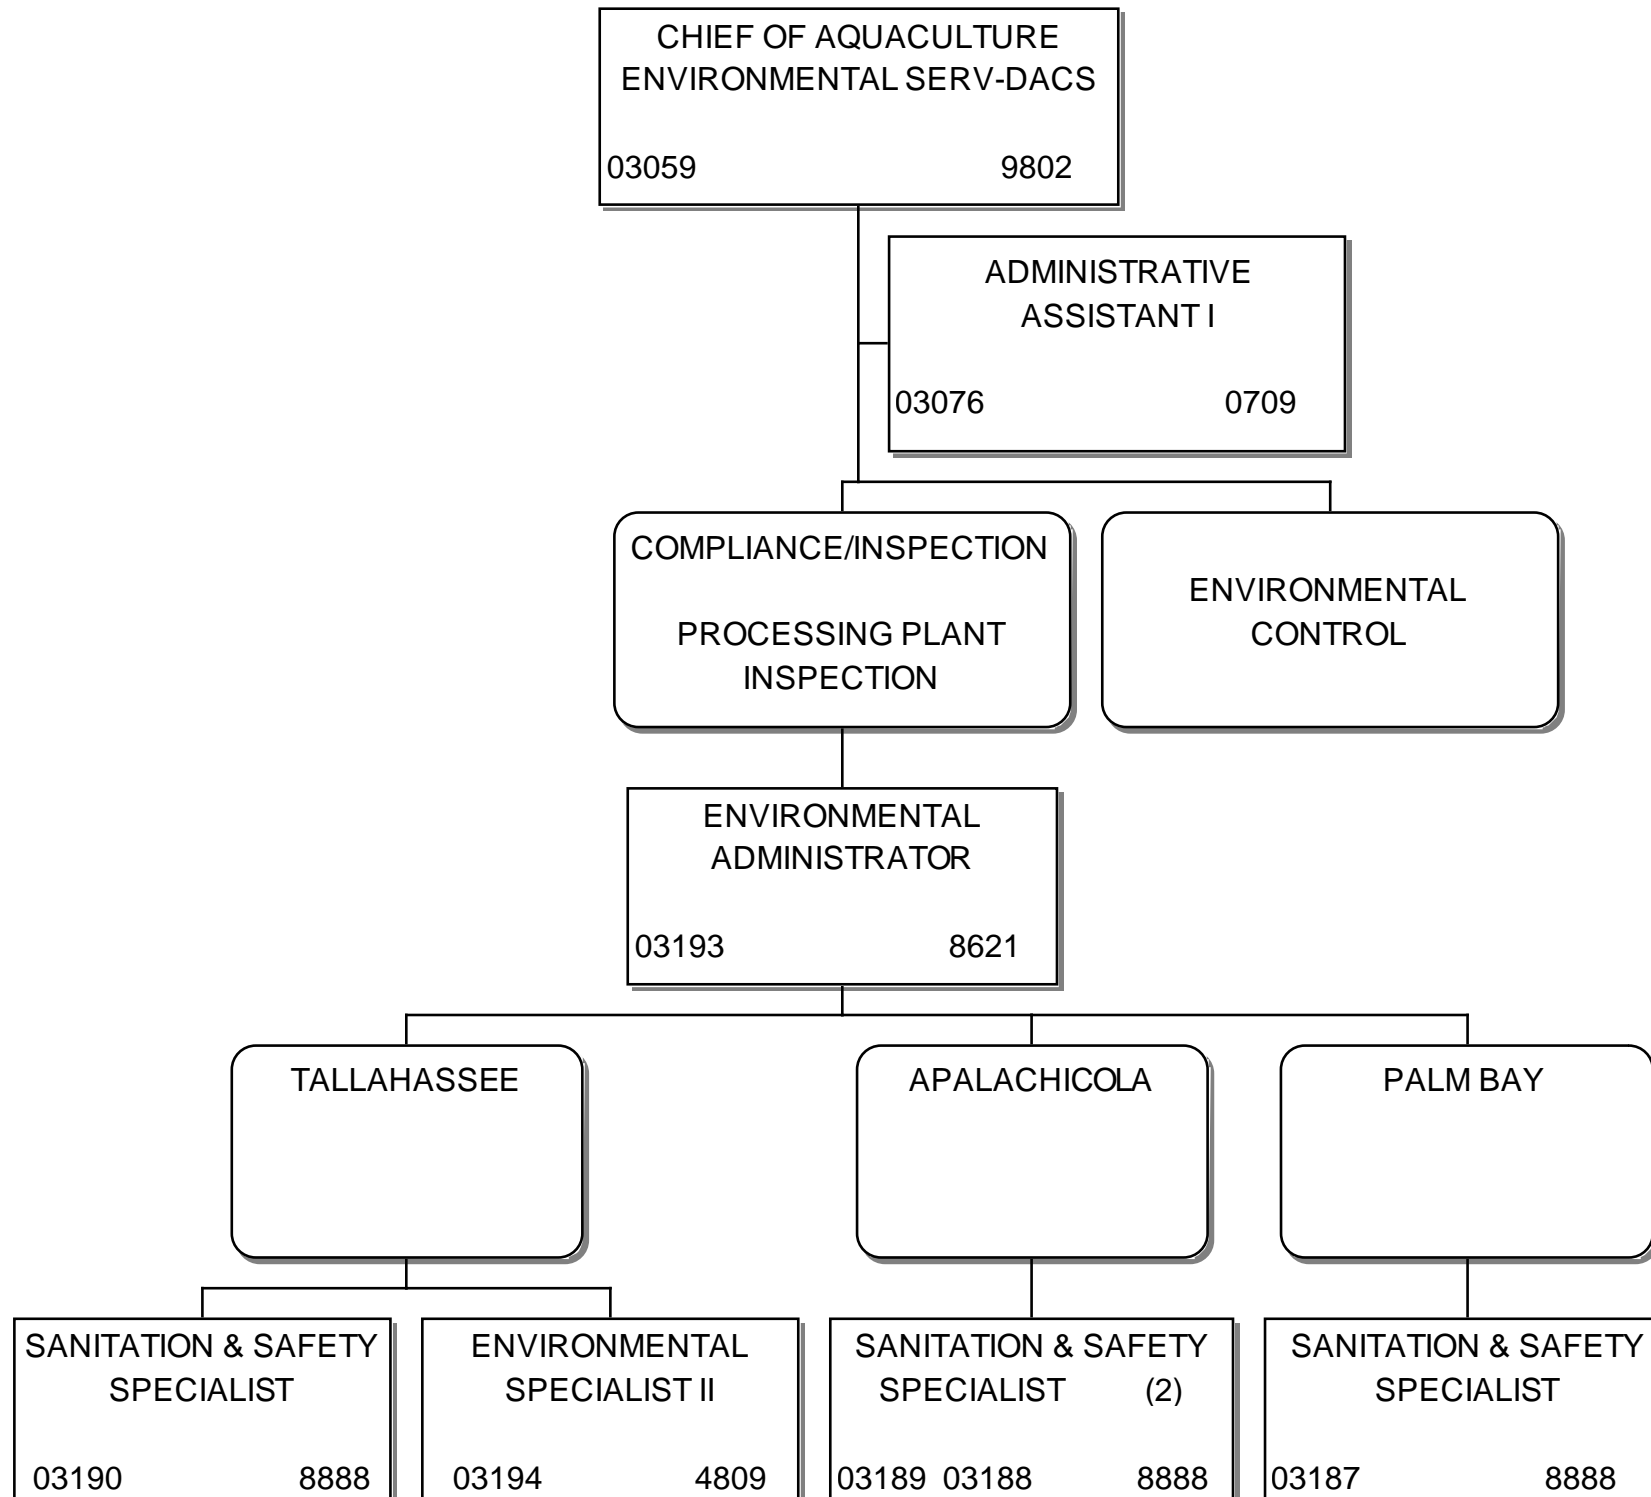 CHIEF OF AQUACULTURE
ENVIRONMENTAL SERV-DACS
03059 9802
ADMINISTRATIVE
ASSISTANT I
03076 0709
COMPLIANCE/INSPECTION
PROCESSING PLANT
INSPECTION
ENVIRONMENTAL
CONTROL
ENVIRONMENTAL
ADMINISTRATOR
03193 8621
TALLAHASSEE
APALACHICOLA
PALM BAY
SANITATION & SAFETY
SPECIALIST
03190 8888
ENVIRONMENTAL
SPECIALIST II
03194 4809
SANITATION & SAFETY
SPECIALIST (2)
03189 03188 8888
SANITATION & SAFETY
SPECIALIST
03187 8888